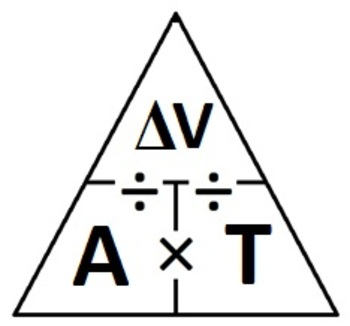 ΔV
÷ ÷
A × T